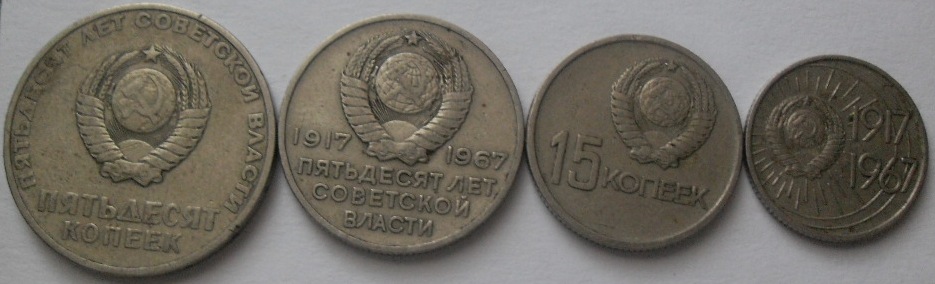 ПЯТЬДЕСЯТ ЛЕТ СОВЕТСКОЙ ВЛАСТИ
ПЯТЬДЕСЯТ
КОПЕЕК
1917 1967
ПЯТЬДЕСЯТ ЛЕТ
СОВЕТСКОЙ
ВЛАСТИ
15 КОПЕЕК
1917
1967